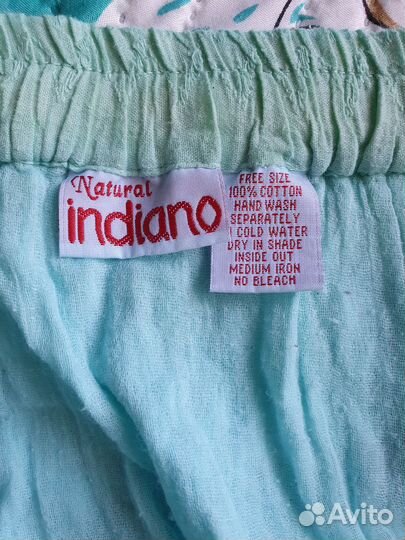 Natural
indiano
FREE SIZE
100% COTTON
HAND WASH
SEPARATELY
COLD WATER
DRY IN SHADE
INSIDE OUT
MEDIUM IRON
NO BLEACH
Avito